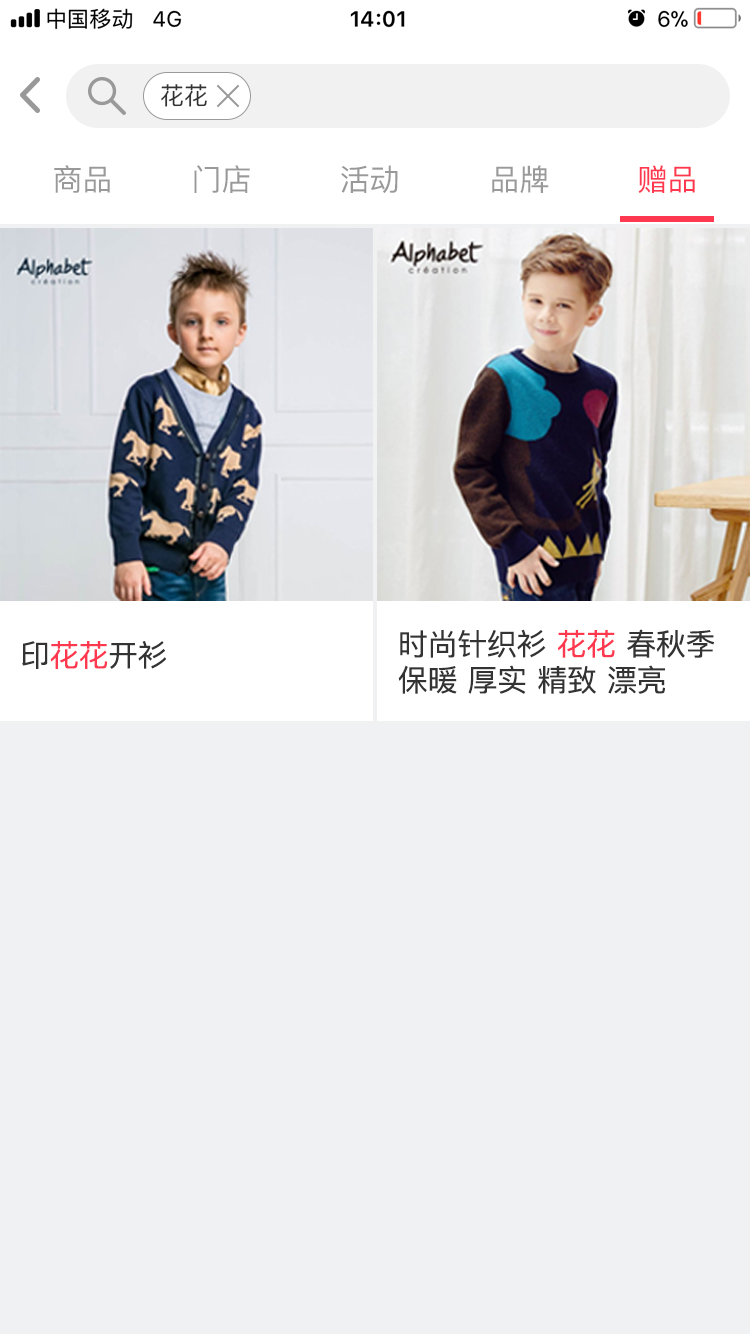 中国移动 4G 14:01 6%
花花
商品 门店 活动 品牌 赠品
Alphabet
création
Alphabet
création
印花花开衫
时尚针织衫 花花 春秋季
保暖 厚实 精致 漂亮